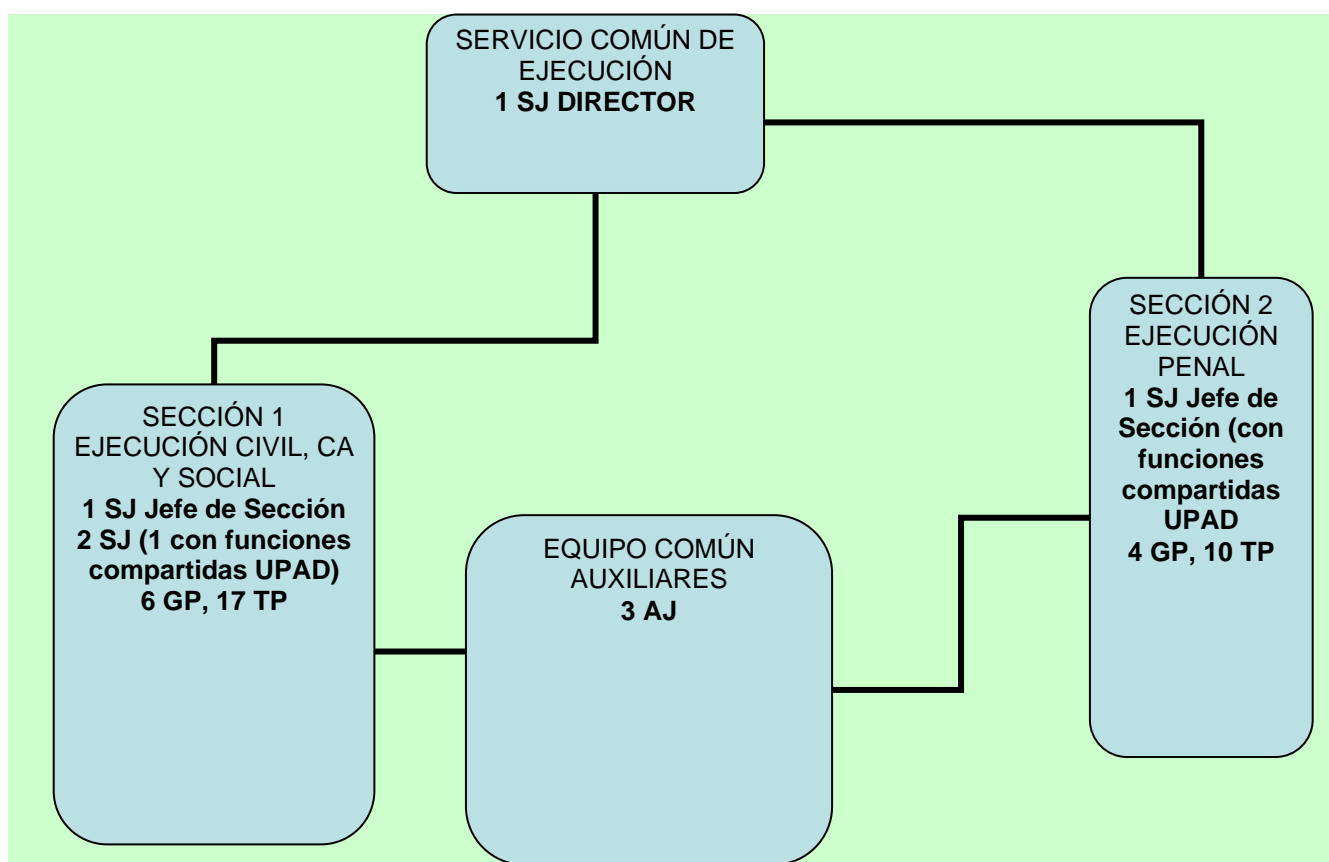 SERVICIO COMÚN DE
EJECUCIÓN
1 SJ DIRECTOR
SECCIÓN 1
EJECUCIÓN CIVIL, CA
Y SOCIAL
1 SJ Jefe de Sección
2 SJ (1 con funciones
compartidas UPAD)
6 GP, 17 TP
EQUIPO COMÚN
AUXILIARES
3 AJ
SECCIÓN 2
EJECUCIÓN
PENAL
1 SJ Jefe de
Sección (con
funciones
compartidas
UPAD
4 GP, 10 TP